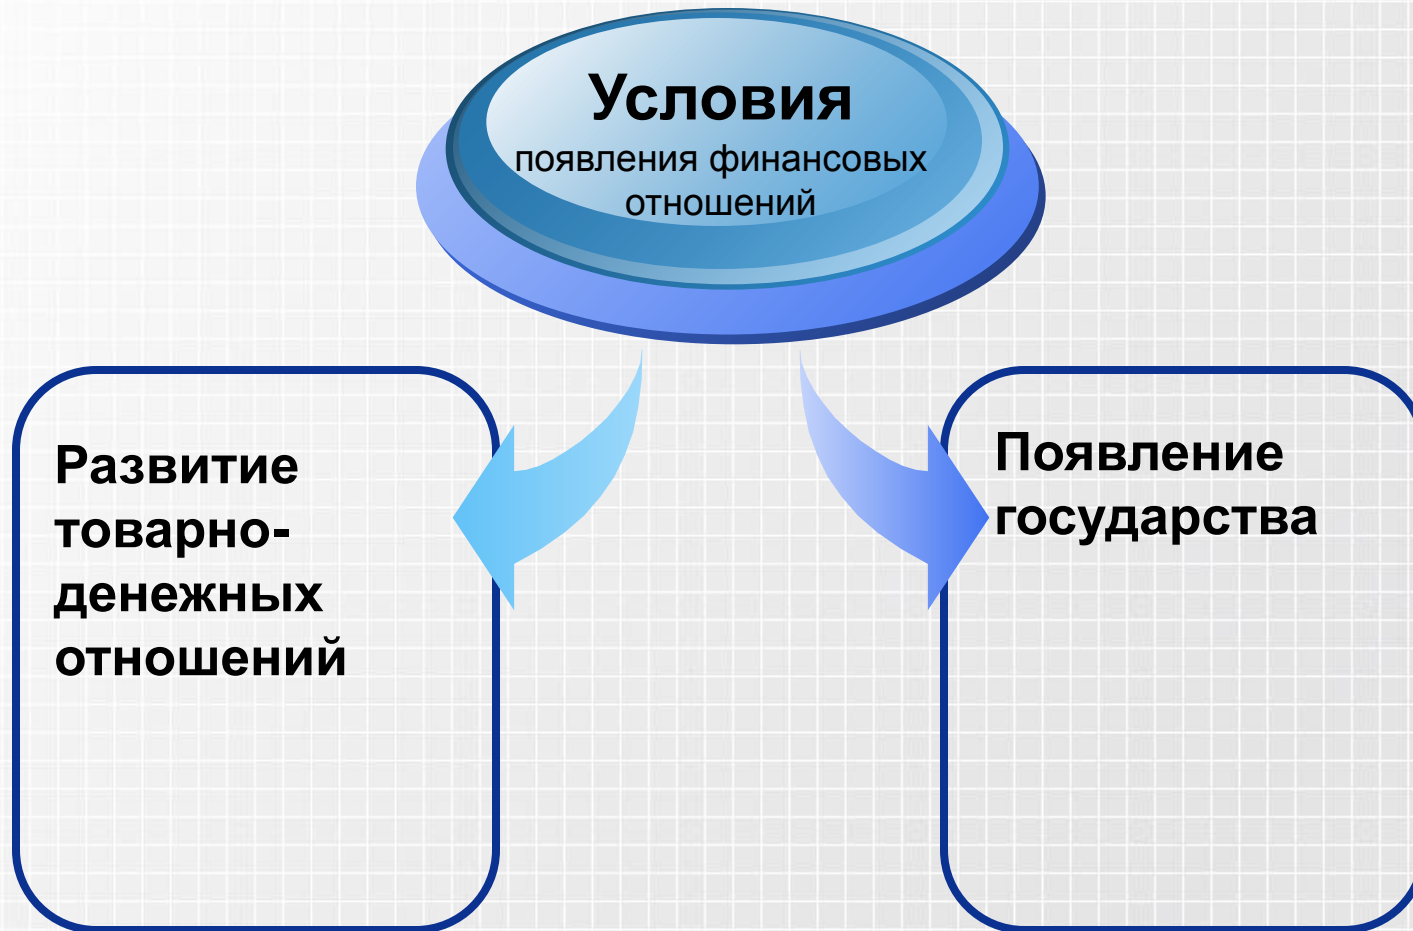 Условия
появления финансовых
отношений
Развитие
товарно-
денежных
отношений
Появление
государства